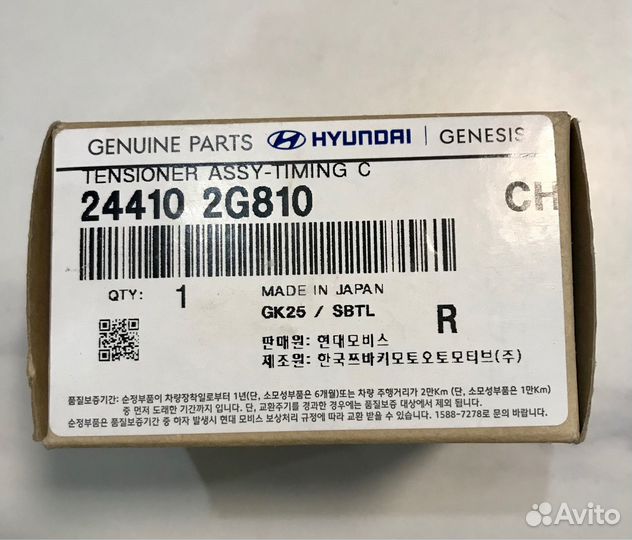 GENUINE PARTS HYUNDAI | GENESIS
TENSIONER ASSY-TIMING C
24410 2G810 CH
QTY: 1 MADE IN JAPAN
GK25 / SBTL R
판매원: 현대모비스
제조원: 한국쯔바키모토오토모티브(주)
품질보증기간: 순정부품이 차량장착일로부터 1년(단, 소모성부품은 6개월)또는 차량 주행거리가 2만Km (단, 소모성부품은 1만Km)
중 먼저 도래한 기간까지 입니다. 단, 교환주기를 경과한 경우에는 품질보증 대상에서 제외 됩니다.
순정부품은 품질보증기간 중 하자 발생시 현대 모비스 보상처리 규정에 따라 교환 받을 수 있습니다. 1588-7278로 문의 바랍니다.
Avito